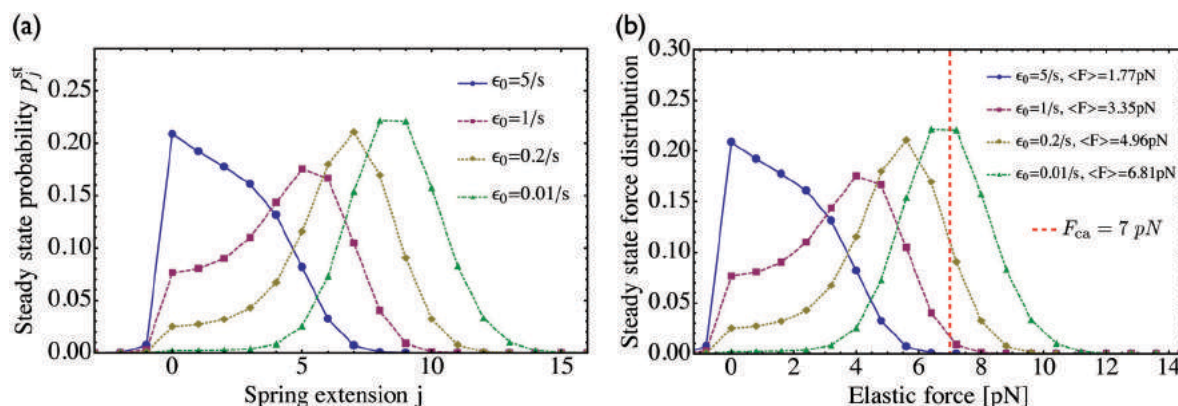 (a)
Steady state probability p_j^st
0.25
0.20
0.15
0.10
0.05
0.00
0
5
10
15
Spring extension j
ϵ0=5/s
ϵ0=1/s
ϵ0=0.2/s
ϵ0=0.01/s
(b)
Steady state force distribution
0.30
0.25
0.20
0.15
0.10
0.05
0.00
0
2
4
6
8
10
12
14
Elastic force [pN]
ϵ0=5/s, <F>=1.77pN
ϵ0=1/s, <F>=3.35pN
ϵ0=0.2/s, <F>=4.96pN
ϵ0=0.01/s, <F>=6.81pN
Fca = 7 pN